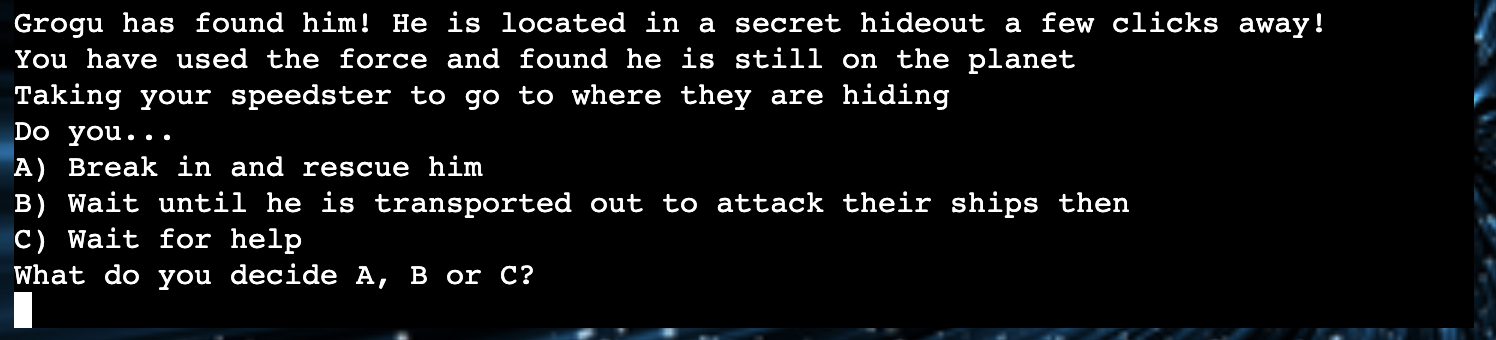 Grogu has found him! He is located in a secret hideout a few clicks away!
You have used the force and found he is still on the planet
Taking your speedster to go to where they are hiding
Do you...
A) Break in and rescue him
B) Wait until he is transported out to attack their ships then
C) Wait for help
What do you decide A, B or C?